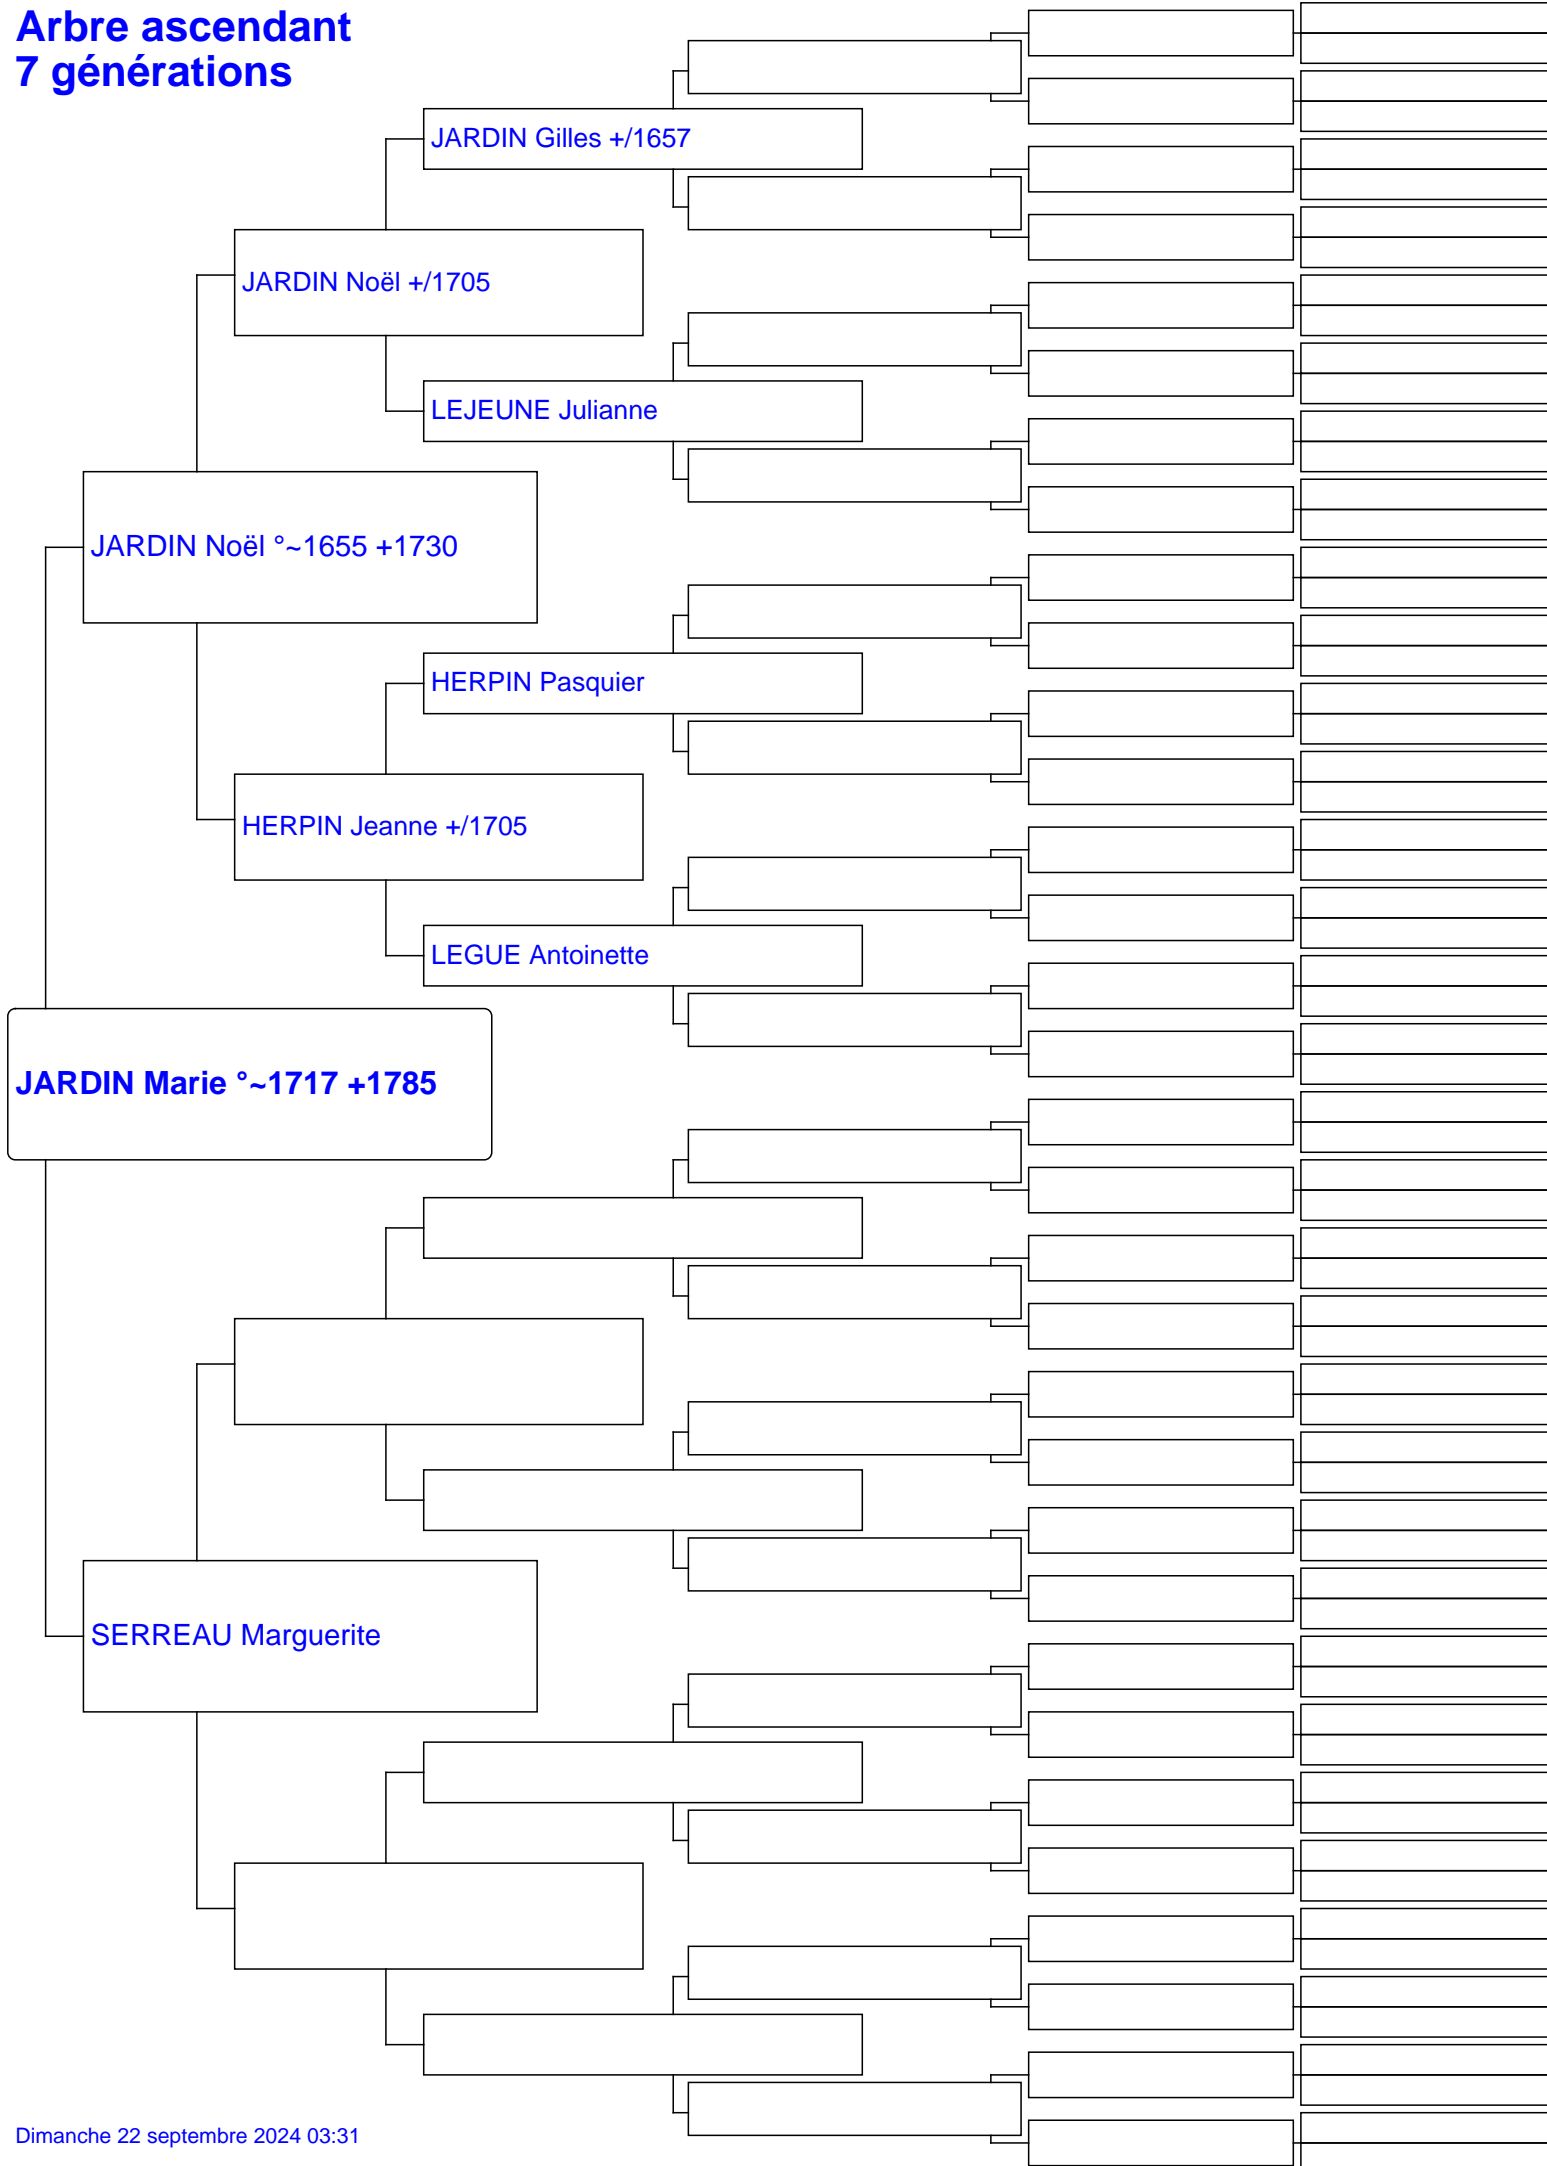 Arbre ascendant
7 générations
JARDIN Gilles +/1657
JARDIN Noël +/1705
LEJEUNE Julianne
JARDIN Noël °~1655 +1730
HERPIN Pasquier
HERPIN Jeanne +/1705
LEGUE Antoinette
JARDIN Marie °~1717 +1785
SERREAU Marguerite
Dimanche 22 septembre 2024 03:31